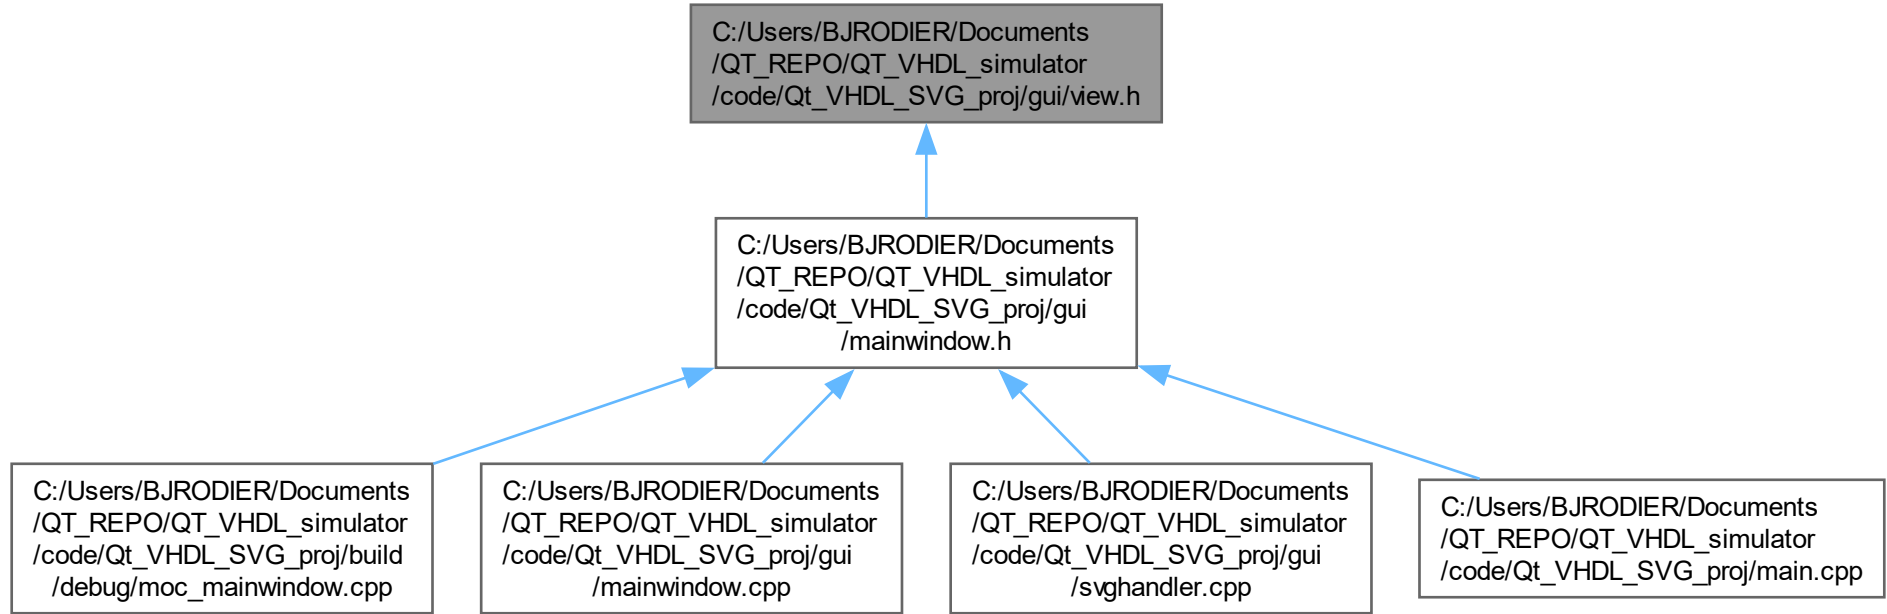 C:/Users/BJRODIER/Documents
/QT_REPO/QT_VHDL_simulator
/code/Qt_VHDL_SVG_proj/gui/view.h
C:/Users/BJRODIER/Documents
/QT_REPO/QT_VHDL_simulator
/code/Qt_VHDL_SVG_proj/gui
/mainwindow.h
C:/Users/BJRODIER/Documents
/QT_REPO/QT_VHDL_simulator
/code/Qt_VHDL_SVG_proj/build
/debug/moc_mainwindow.cpp
C:/Users/BJRODIER/Documents
/QT_REPO/QT_VHDL_simulator
/code/Qt_VHDL_SVG_proj/gui
/mainwindow.cpp
C:/Users/BJRODIER/Documents
/QT_REPO/QT_VHDL_simulator
/code/Qt_VHDL_SVG_proj/gui
/svghandler.cpp
C:/Users/BJRODIER/Documents
/QT_REPO/QT_VHDL_simulator
/code/Qt_VHDL_SVG_proj/main.cpp